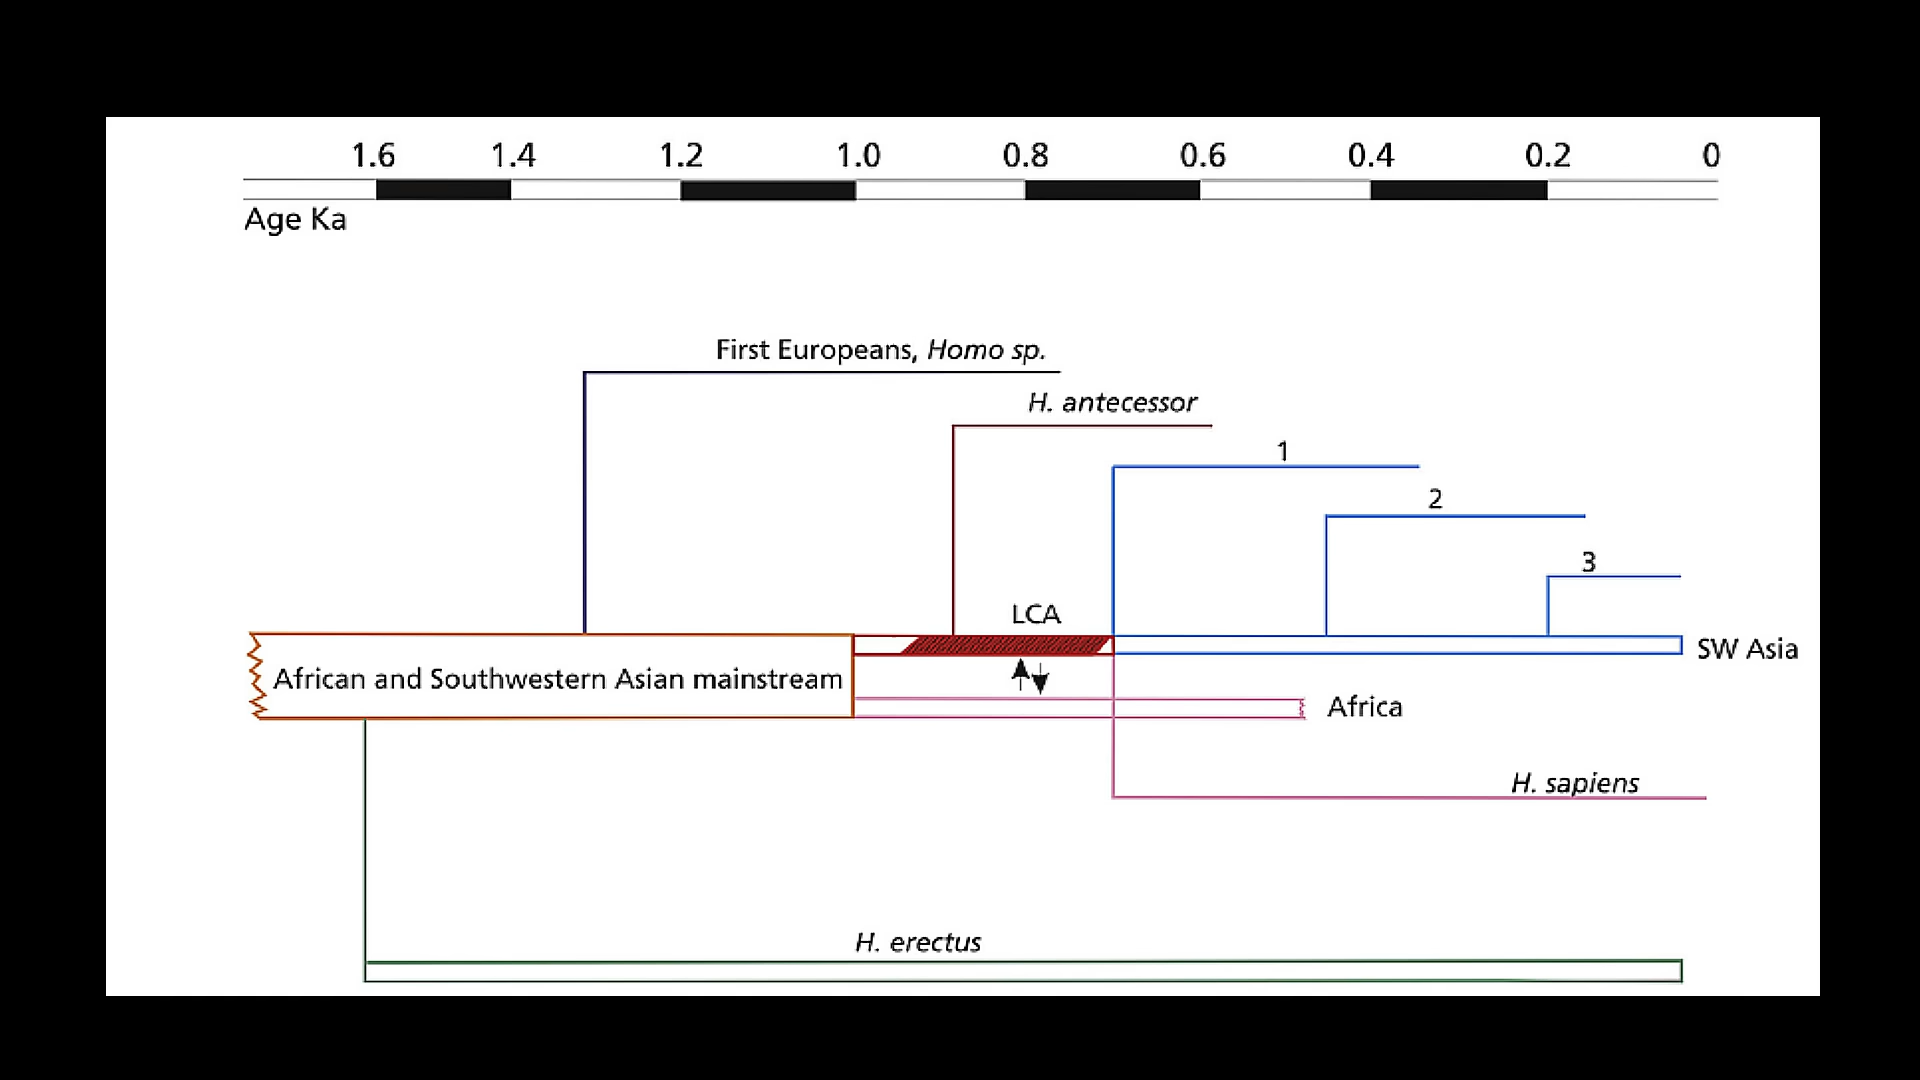 1.6 1.4 1.2 1.0 0.8 0.6 0.4 0.2 0
Age Ka
First Europeans, Homo sp.
H. antecessor
1
2
3
LCA
SW Asia
African and Southwestern Asian mainstream
Africa
H. sapiens
H. erectus